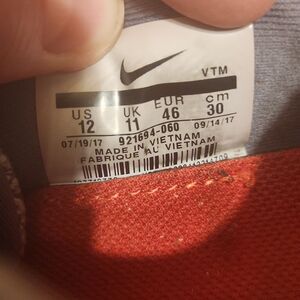 VTM
US UK EUR cm
12 11 46 30
07/19/17 921694-060 09/14/17
MADE IN VIETNAM
FABRIQUE AU VIETNAM